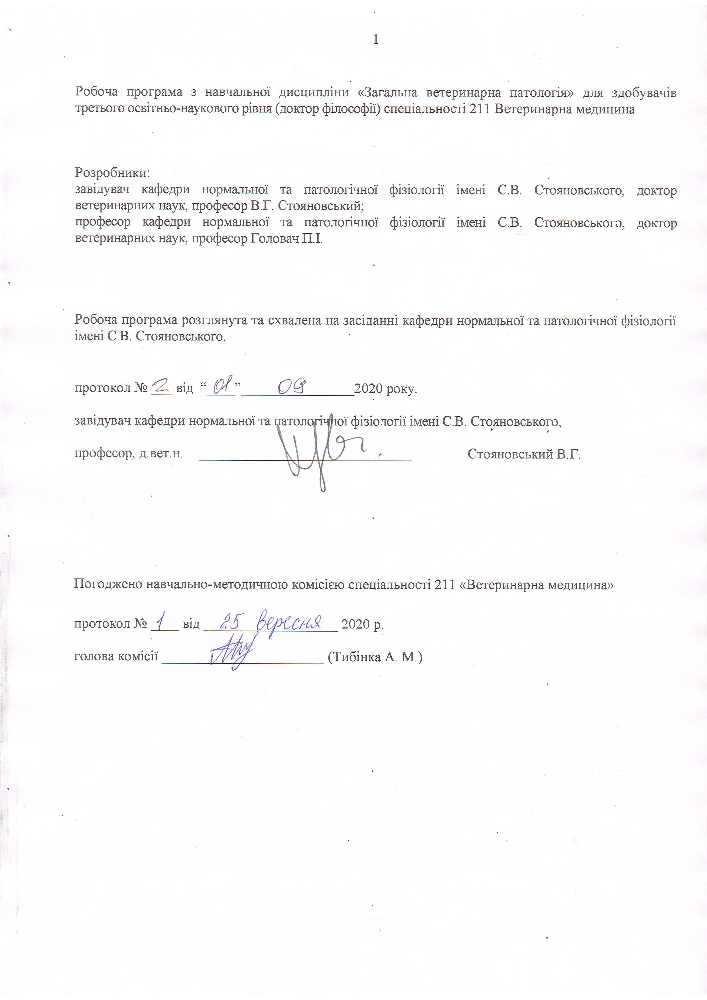 1
Робоча програма з навчальної дисципліни «Загальна ветеринарна патологія» для здобувачів
третього освітньо-наукового рівня (доктор філософії) спеціальності 211 Ветеринарна медицина
Розробники:
завідувач кафедри нормальної та патологічної фізіології імені С.В. Стояновського, доктор
ветеринарних наук, професор В.Г. Стояновський;
професор кафедри нормальної та патологічної фізіології імені С.В. Стояновського, доктор
ветеринарних наук, професор Головач П.І.
Робоча програма розглянута та схвалена на засіданні кафедри нормальної та патологічної фізіології
імені С.В. Стояновського.
протокол № 2 від “01” 09 2020 року.
завідувач кафедри нормальної та патологічної фізіології імені С.В. Стояновського,
професор, д.вет.н. Стояновський В.Г.
Погоджено навчально-методичною комісією спеціальності 211 «Ветеринарна медицина»
протокол № 1 від 25 вересня 2020 р.
голова комісії (Тибінка А. М.)